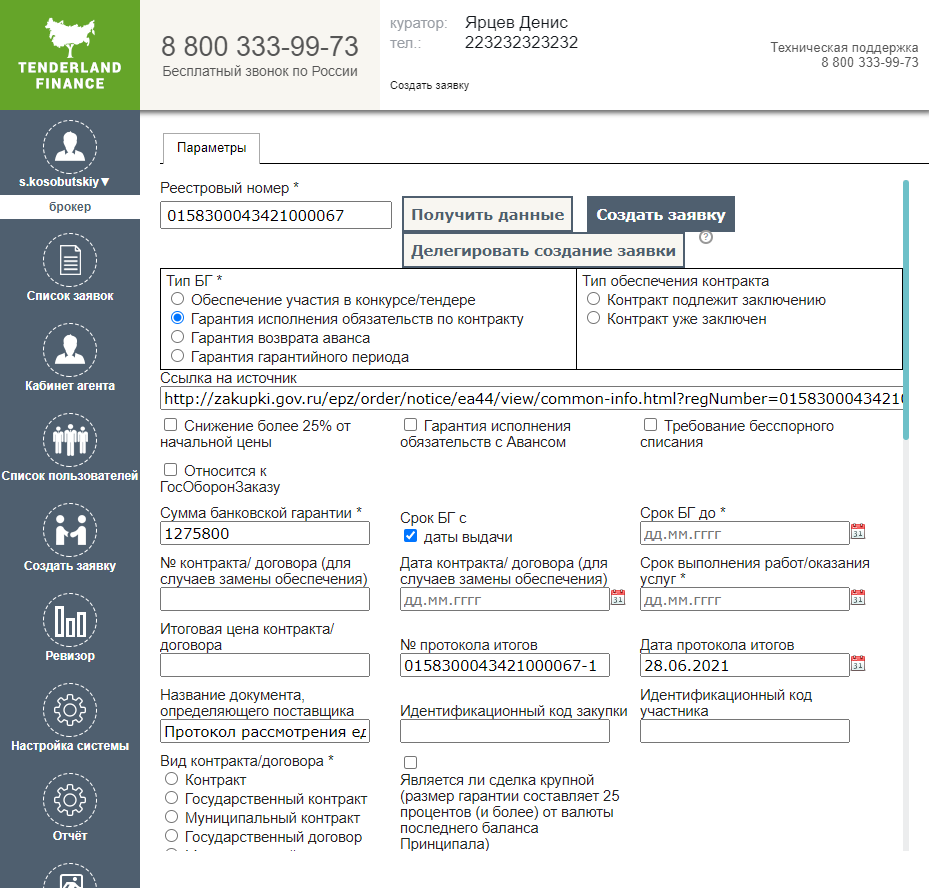 TENDERLAND
FINANCE
8 800 333-99-73
Бесплатный звонок по России
куратор: Ярцев Денис
тел.: 223232323232
Создать заявку
Техническая поддержка
8 800 333-99-73
s.kosobutskiy▼
брокер
Список заявок
Кабинет агента
Список пользователей
Создать заявку
Ревизор
Настройка системы
Отчёт
Параметры
Реестровый номер *
0158300043421000067
Получить данные
Создать заявку
Делегировать создание заявки
?
Тип БГ *
Обеспечение участия в конкурсе/тендере
Гарантия исполнения обязательств по контракту
Гарантия возврата аванса
Гарантия гарантийного периода
Тип обеспечения контракта
Контракт подлежит заключению
Контракт уже заключен
Ссылка на источник
http://zakupki.gov.ru/epz/order/notice/ea44/view/common-info.html?regNumber=01583000434210
Снижение более 25% от
начальной цены
Гарантия исполнения
обязательств с Авансом
Требование бесспорного
списания
Относится к
ГосОборонЗаказу
Сумма банковской гарантии *
1275800
Срок БГ с
даты выдачи
Срок БГ до *
дд.мм.гггг
31
№ контракта/ договора (для
случаев замены обеспечения)
Дата контракта/ договора (для
случаев замены обеспечения)
дд.мм.гггг
31
Срок выполнения работ/оказания
услуг *
дд.мм.гггг
31
Итоговая цена контракта/
договора
№ протокола итогов
0158300043421000067-1
Дата протокола итогов
28.06.2021
31
Название документа,
определяющего поставщика
Протокол рассмотрения ед
Идентификационный код закупки
Идентификационный код
участника
Вид контракта/договора *
Контракт
Государственный контракт
Муниципальный контракт
Государственный договор
Является ли сделка крупной
(размер гарантии составляет 25
процентов (и более) от валюты
последнего баланса
Принципала)